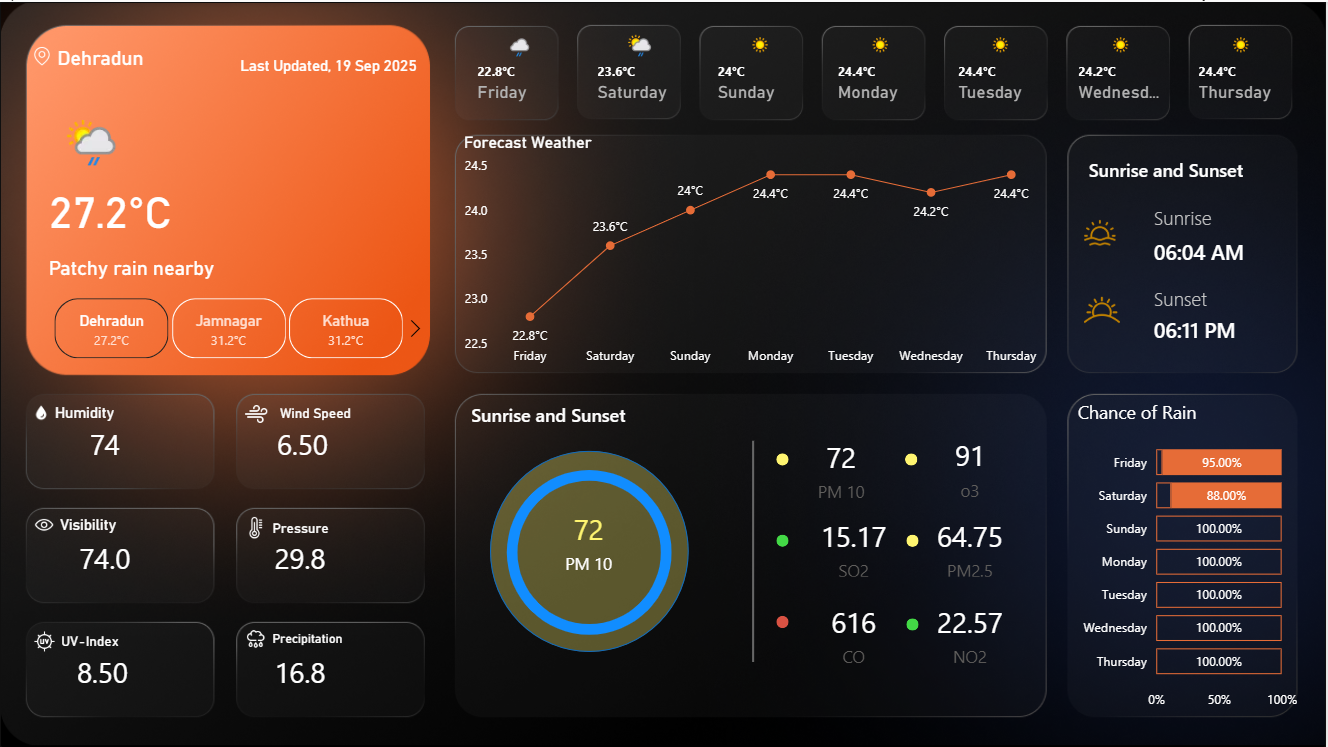 Dehradun
Last Updated, 19 Sep 2025
27.2°C
Patchy rain nearby
Dehradun
27.2°C
Jamnagar
31.2°C
Kathua
31.2°C
22.8°C
Friday
23.6°C
Saturday
24°C
Sunday
24.4°C
Monday
24.4°C
Tuesday
24.2°C
Wednesd...
24.4°C
Thursday
Forecast Weather
24.5
24.0
23.5
23.0
22.5
22.8°C
23.6°C
24°C
24.4°C
24.4°C
24.2°C
24.4°C
Friday
Saturday
Sunday
Monday
Tuesday
Wednesday
Thursday
Sunrise and Sunset
Sunrise
06:04 AM
Sunset
06:11 PM
Humidity
74
Wind Speed
6.50
Visibility
74.0
Pressure
29.8
UV
UV-Index
8.50
Precipitation
16.8
Sunrise and Sunset
72
PM 10
72
PM 10
91
o3
15.17
SO2
64.75
PM2.5
616
CO
22.57
NO2
Chance of Rain
Friday 95.00%
Saturday 88.00%
Sunday 100.00%
Monday 100.00%
Tuesday 100.00%
Wednesday 100.00%
Thursday 100.00%
0% 50% 100%